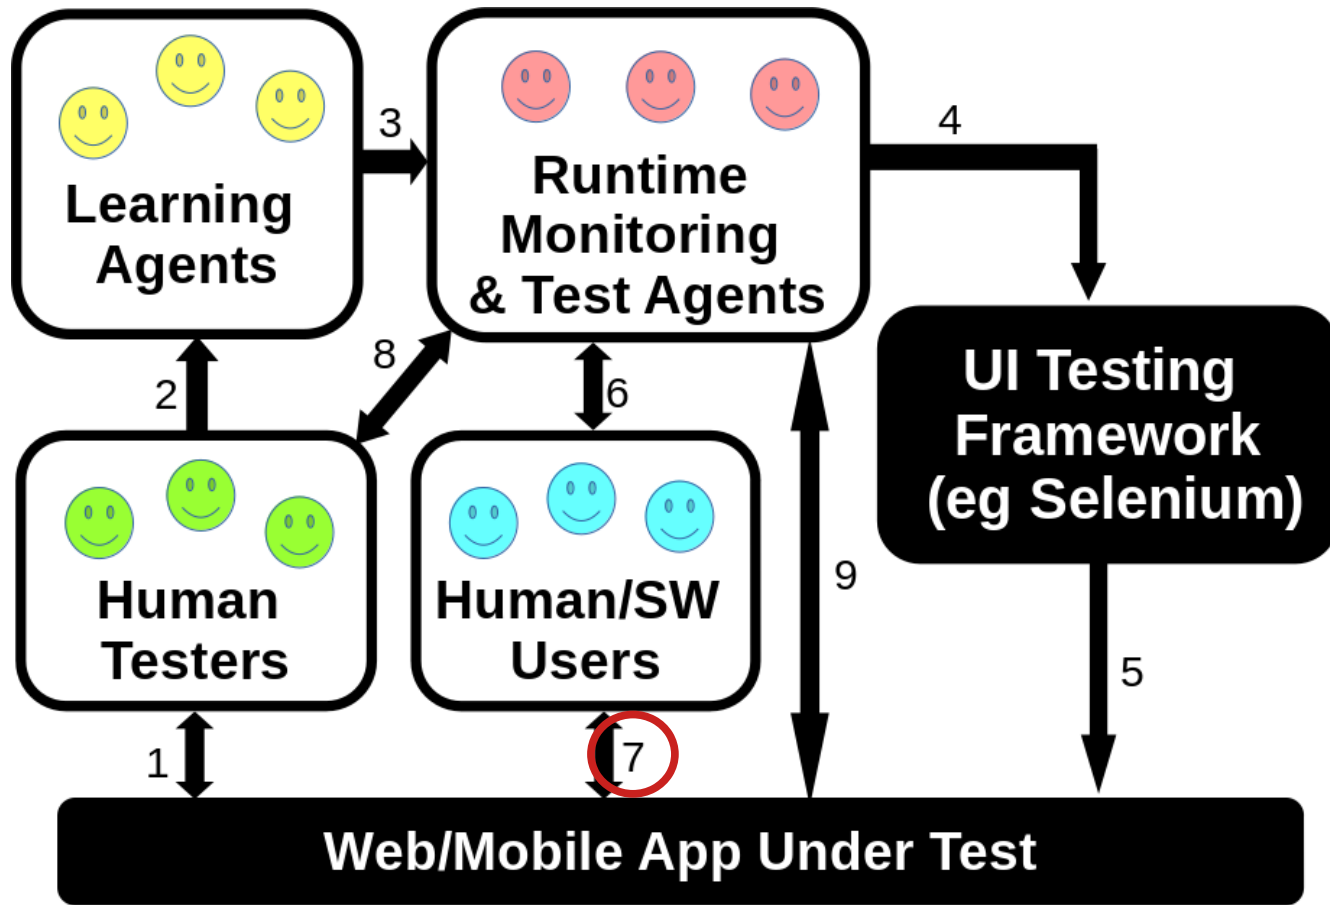 Learning
Agents
3
Runtime
Monitoring
& Test Agents
4
2
8
6
UI Testing
Framework
(eg Selenium)
Human
Testers
Human/SW
Users
9
5
1
7
Web/Mobile App Under Test